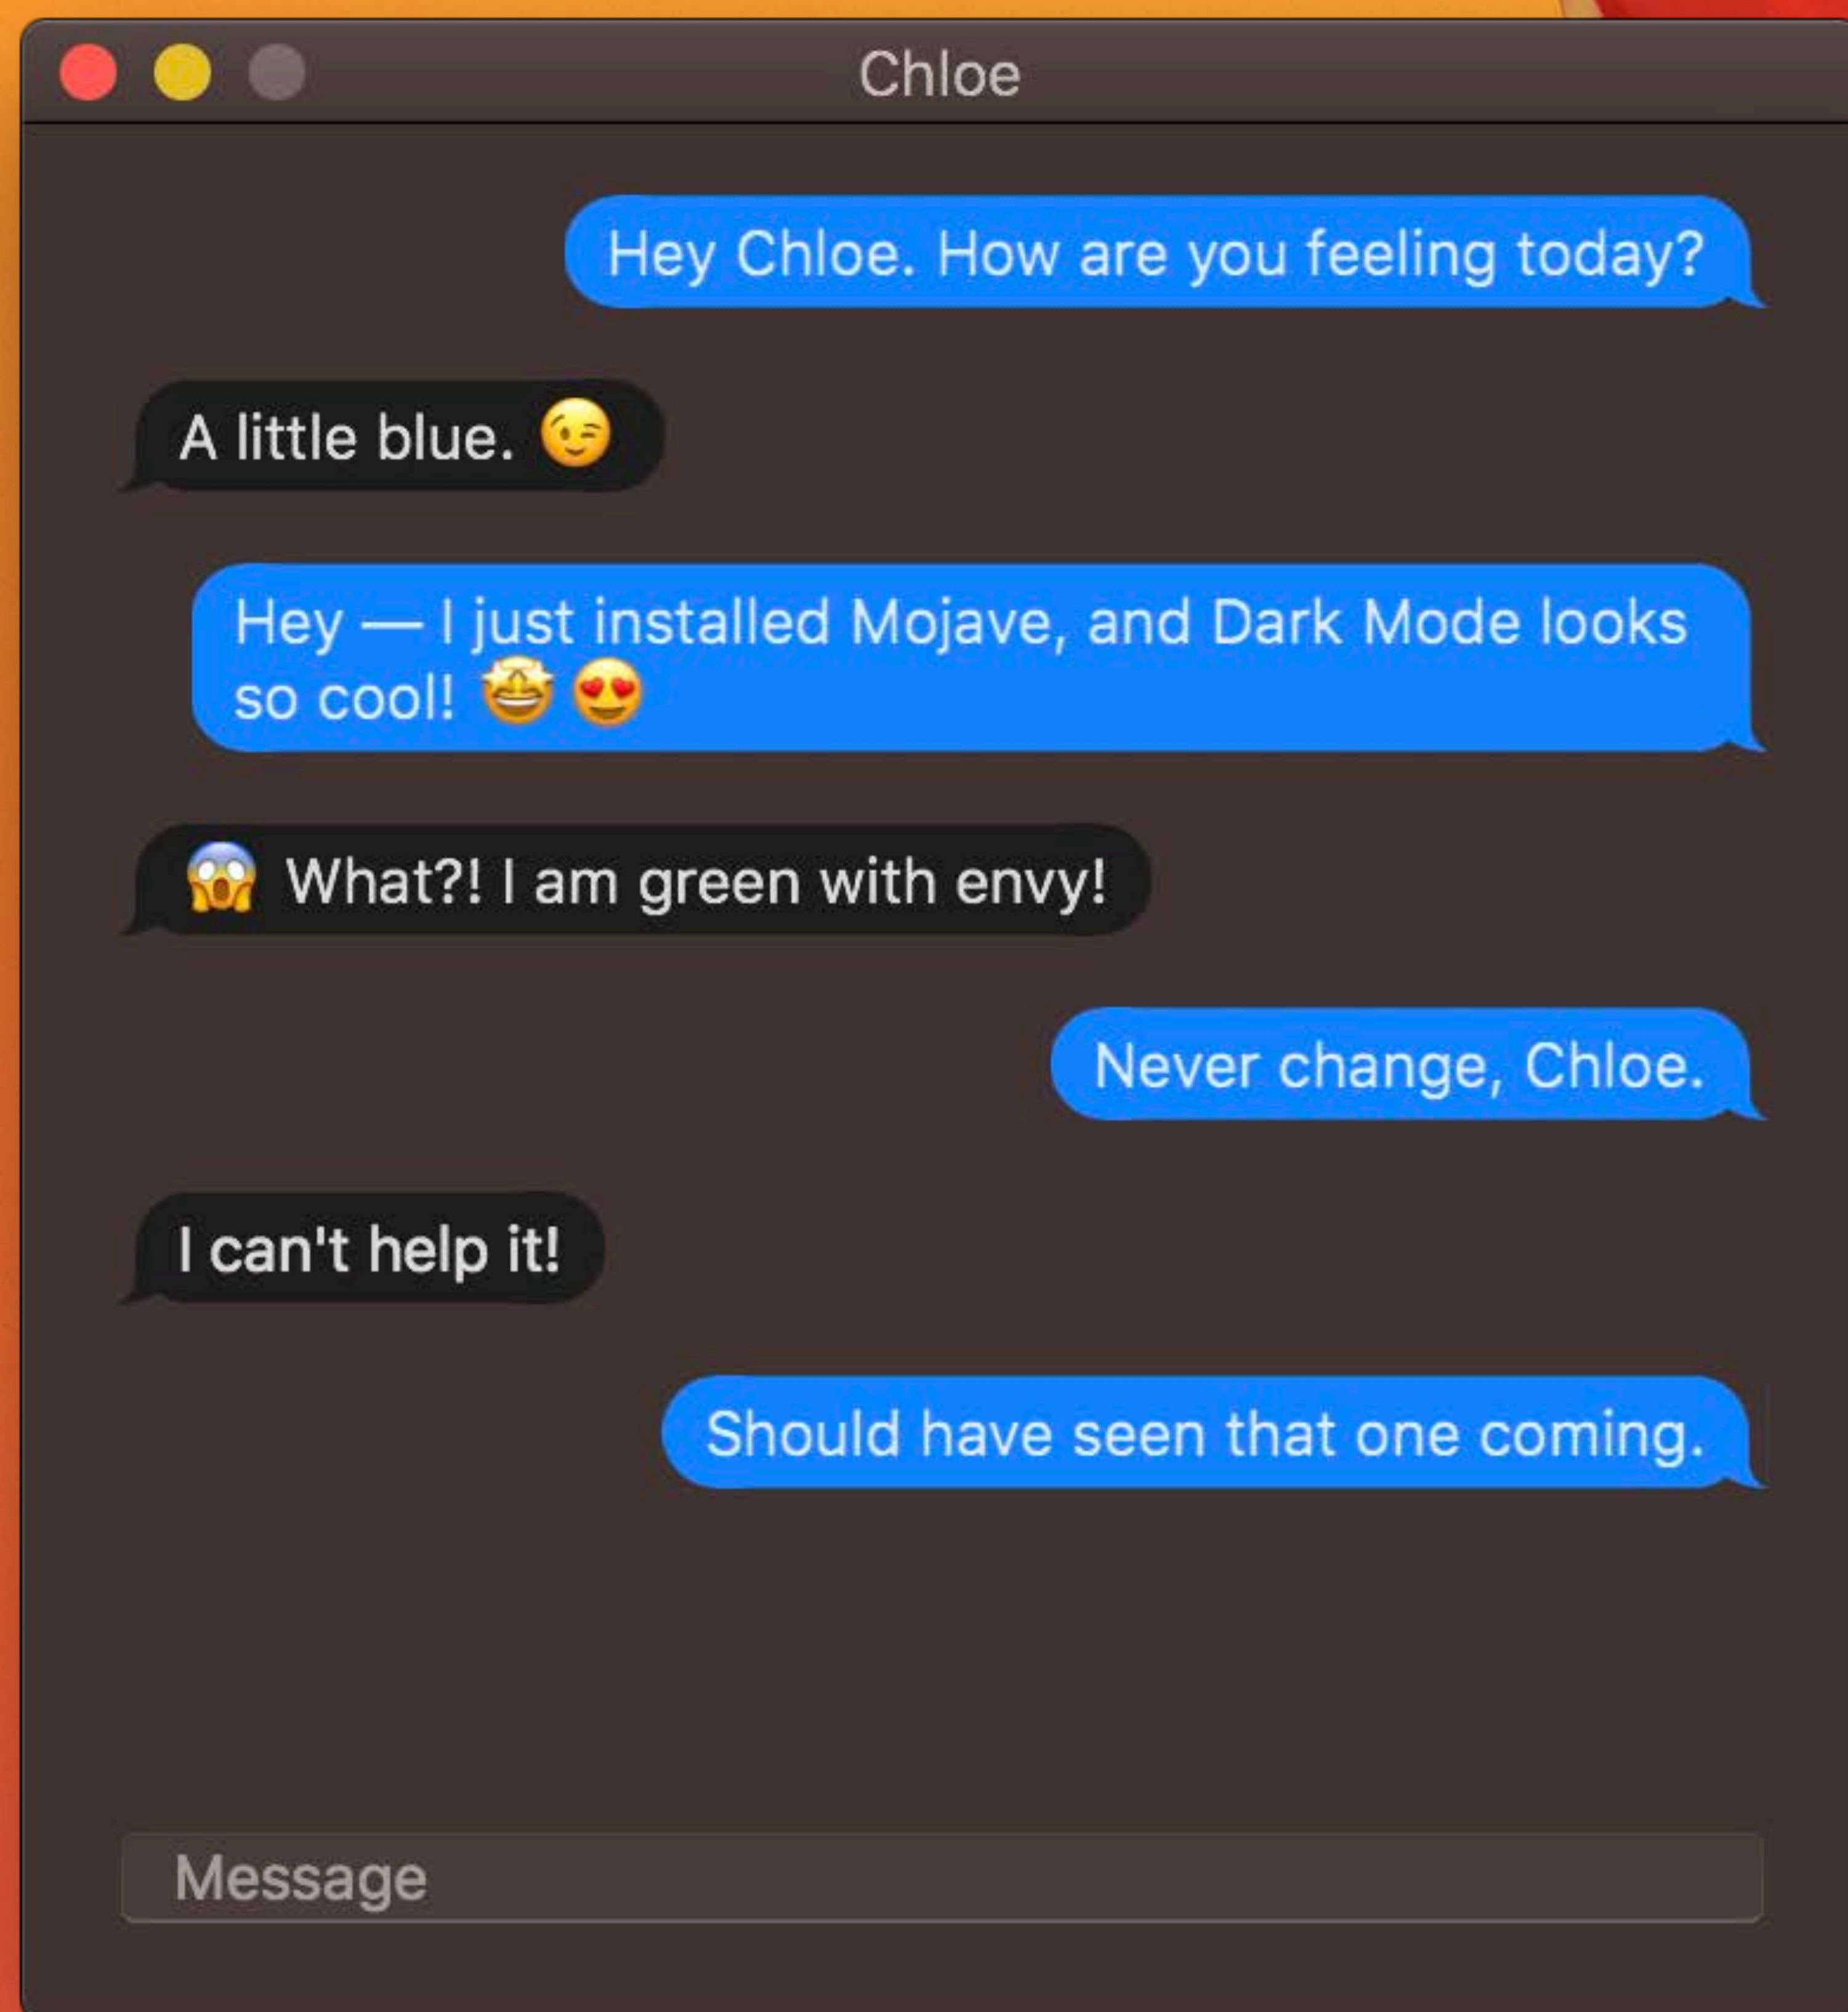 Chloe
Hey Chloe. How are you feeling today?
A little blue. 😉
Hey — I just installed Mojave, and Dark Mode looks
so cool! 🤩 😍
😱 What?! I am green with envy!
Never change, Chloe.
I can't help it!
Should have seen that one coming.
Message